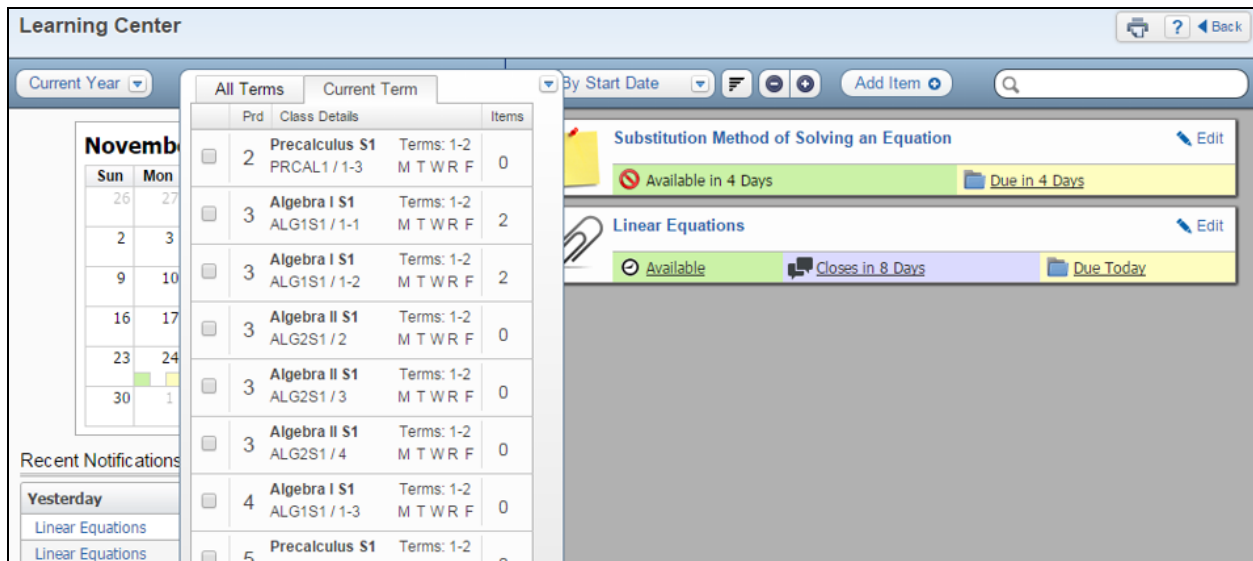 Learning Center
? Back
Current Year
All Terms Current Term
By Start Date
Add Item
Prd Class Details Items
2 Precalculus S1 Terms: 1-2 0
PRCAL1 / 1-3 M T W R F
3 Algebra I S1 Terms: 1-2 2
ALG1S1 / 1-1 M T W R F
3 Algebra I S1 Terms: 1-2 2
ALG1S1 / 1-2 M T W R F
3 Algebra II S1 Terms: 1-2 0
ALG2S1 / 2 M T W R F
3 Algebra II S1 Terms: 1-2 0
ALG2S1 / 3 M T W R F
3 Algebra II S1 Terms: 1-2 0
ALG2S1 / 4 M T W R F
4 Algebra I S1 Terms: 1-2 0
ALG1S1 / 1-3 M T W R F
5 Precalculus S1 Terms: 1-2
Novemb
Sun Mon
26 27
2 3
9 10
16 17
23 24
30 1
Recent Notifications
Yesterday
Linear Equations
Linear Equations
Substitution Method of Solving an Equation Edit
Available in 4 Days Due in 4 Days
Linear Equations Edit
Available Closes in 8 Days Due Today